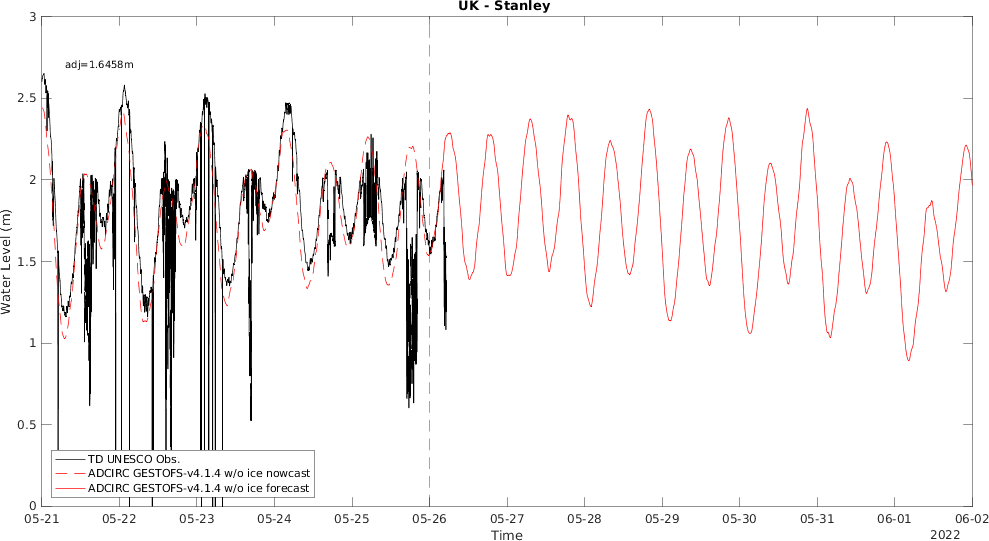 UK - Stanley
adj=1.6458m
3
2.5
2
1.5
1
0.5
0
Water Level (m)
TD UNESCO Obs.
ADCIRC GESTOFS-v4.1.4 w/o ice nowcast
ADCIRC GESTOFS-v4.1.4 w/o ice forecast
05-21 05-22 05-23 05-24 05-25 05-26 05-27 05-28 05-29 05-30 05-31 06-01 06-02
Time
2022